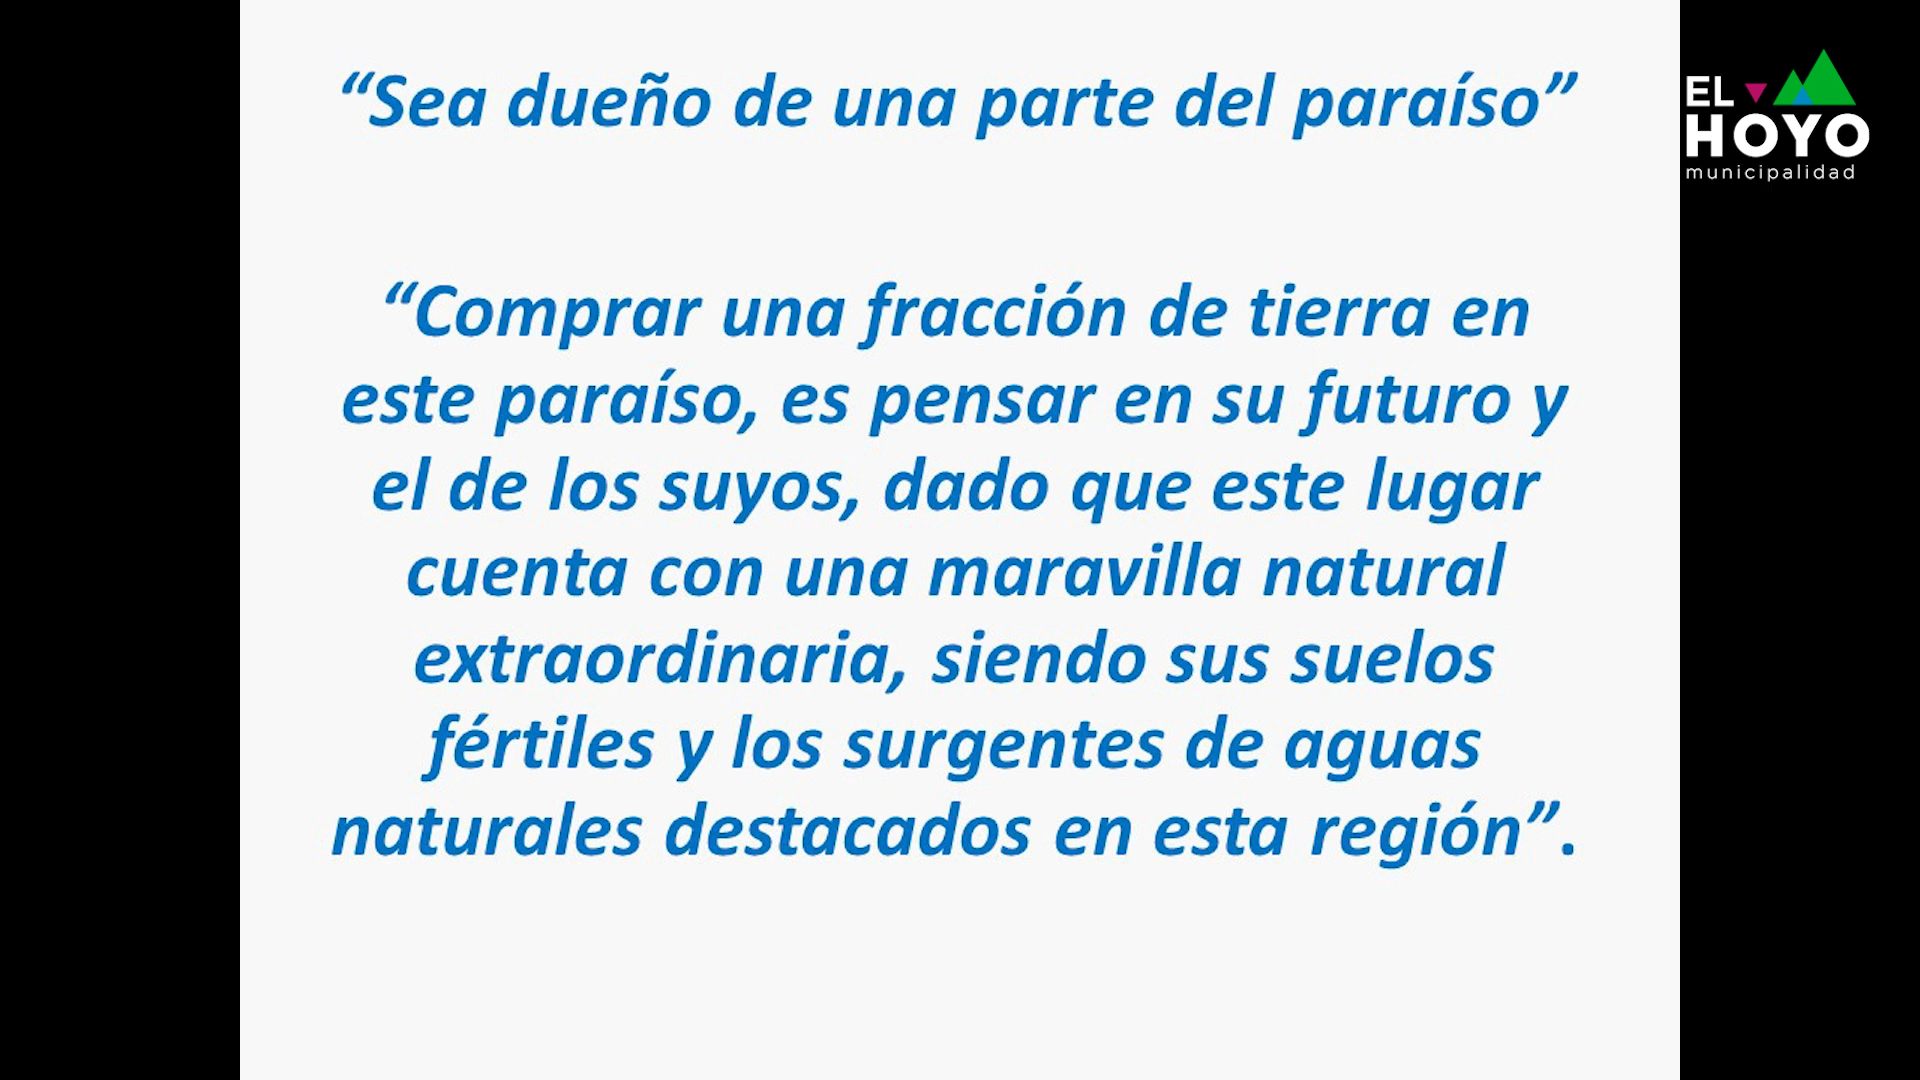 “Sea dueño de una parte del paraíso”
EL
HOYO
municipalidad
“Comprar una fracción de tierra en
este paraíso, es pensar en su futuro y
el de los suyos, dado que este lugar
cuenta con una maravilla natural
extraordinaria, siendo sus suelos
fértiles y los surgentes de aguas
naturales destacados en esta región”.